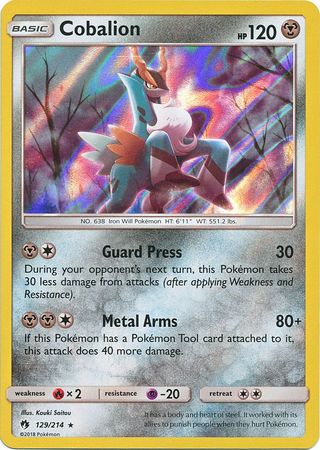 BASIC Cobalion HP 120
NO. 638 Iron Will Pokémon HT: 6'11" WT: 551.2 lbs.
Guard Press 30
During your opponent's next turn, this Pokémon takes
30 less damage from attacks (after applying Weakness and
Resistance).
Metal Arms 80+
If this Pokémon has a Pokémon Tool card attached to it,
this attack does 40 more damage.
weakness × 2 resistance -20 retreat
Illus. Kouki Saitou
129/214 ★
©2018 Pokémon
It has a body and heart of steel. It worked with its
allies to punish people when they hurt Pokémon.